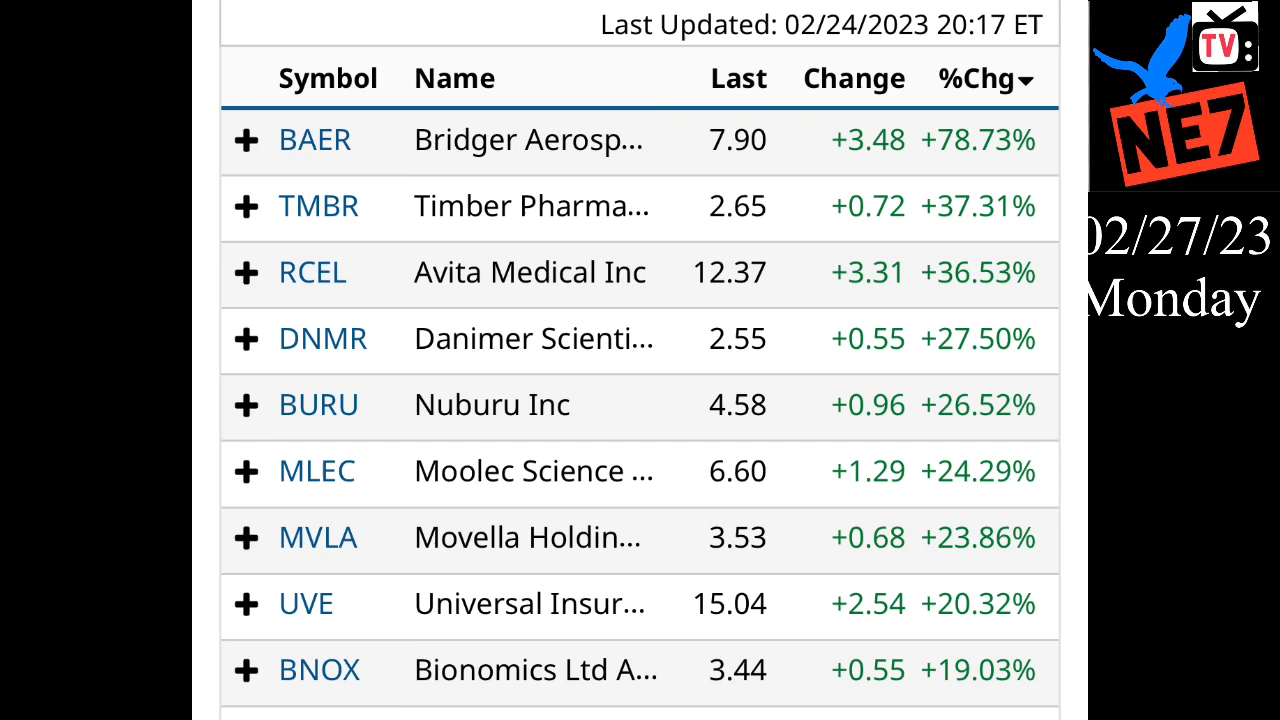 Last Updated: 02/24/2023 20:17 ET
Symbol Name Last Change %Chg
BAER Bridger Aerosp... 7.90 +3.48 +78.73%
TMBR Timber Pharma... 2.65 +0.72 +37.31%
RCEL Avita Medical Inc 12.37 +3.31 +36.53%
DNMR Danimer Scienti... 2.55 +0.55 +27.50%
BURU Nuburu Inc 4.58 +0.96 +26.52%
MLEC Moolec Science ... 6.60 +1.29 +24.29%
MVLA Movella Holdin... 3.53 +0.68 +23.86%
UVE Universal Insur... 15.04 +2.54 +20.32%
BNOX Bionomics Ltd A... 3.44 +0.55 +19.03%
TV
NE7
02/27/23
Monday